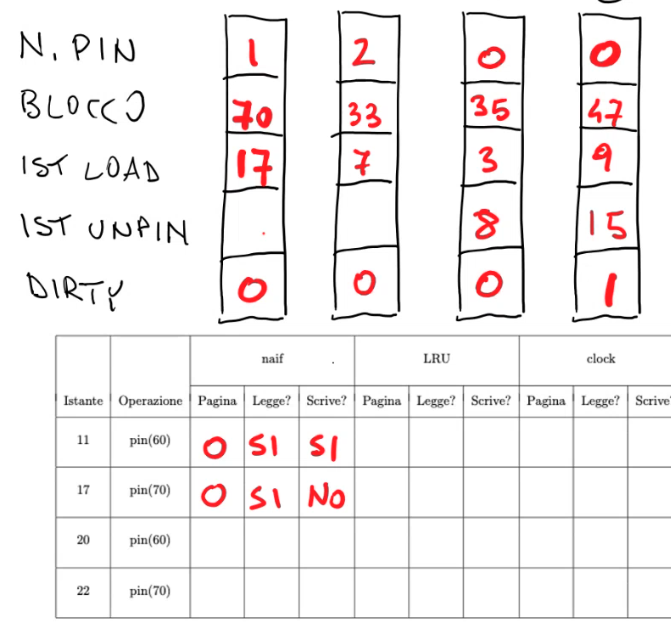 N. PIN 1 2 0 0
BLOCCO 70 33 35 47
IST LOAD 17 7 3 9
IST UNPIN 8 15
DIRTY 0 0 0 1
naif LRU clock
Istante Operazione Pagina Legge? Scrive? Pagina Legge? Scrive? Pagina Legge? Scrive?
11 pin(60) 0 SI SI
17 pin(70) 0 SI NO
20 pin(60)
22 pin(70)